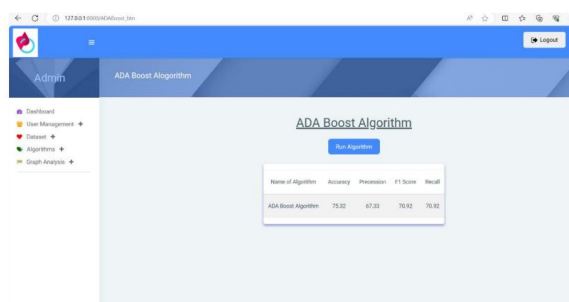 127.0.0.1:8000/ADABoost_btn
Logout
Admin
ADA Boost Alogorithm
Dashboard
User Management +
Dataset +
Algorithms +
Graph Analysis +
ADA Boost Algorithm
Run Algorithm
Name of Algorithm Accuracy Precession F1 Score Recall
ADA Boost Algorithm 75.32 67.33 70.92 70.92